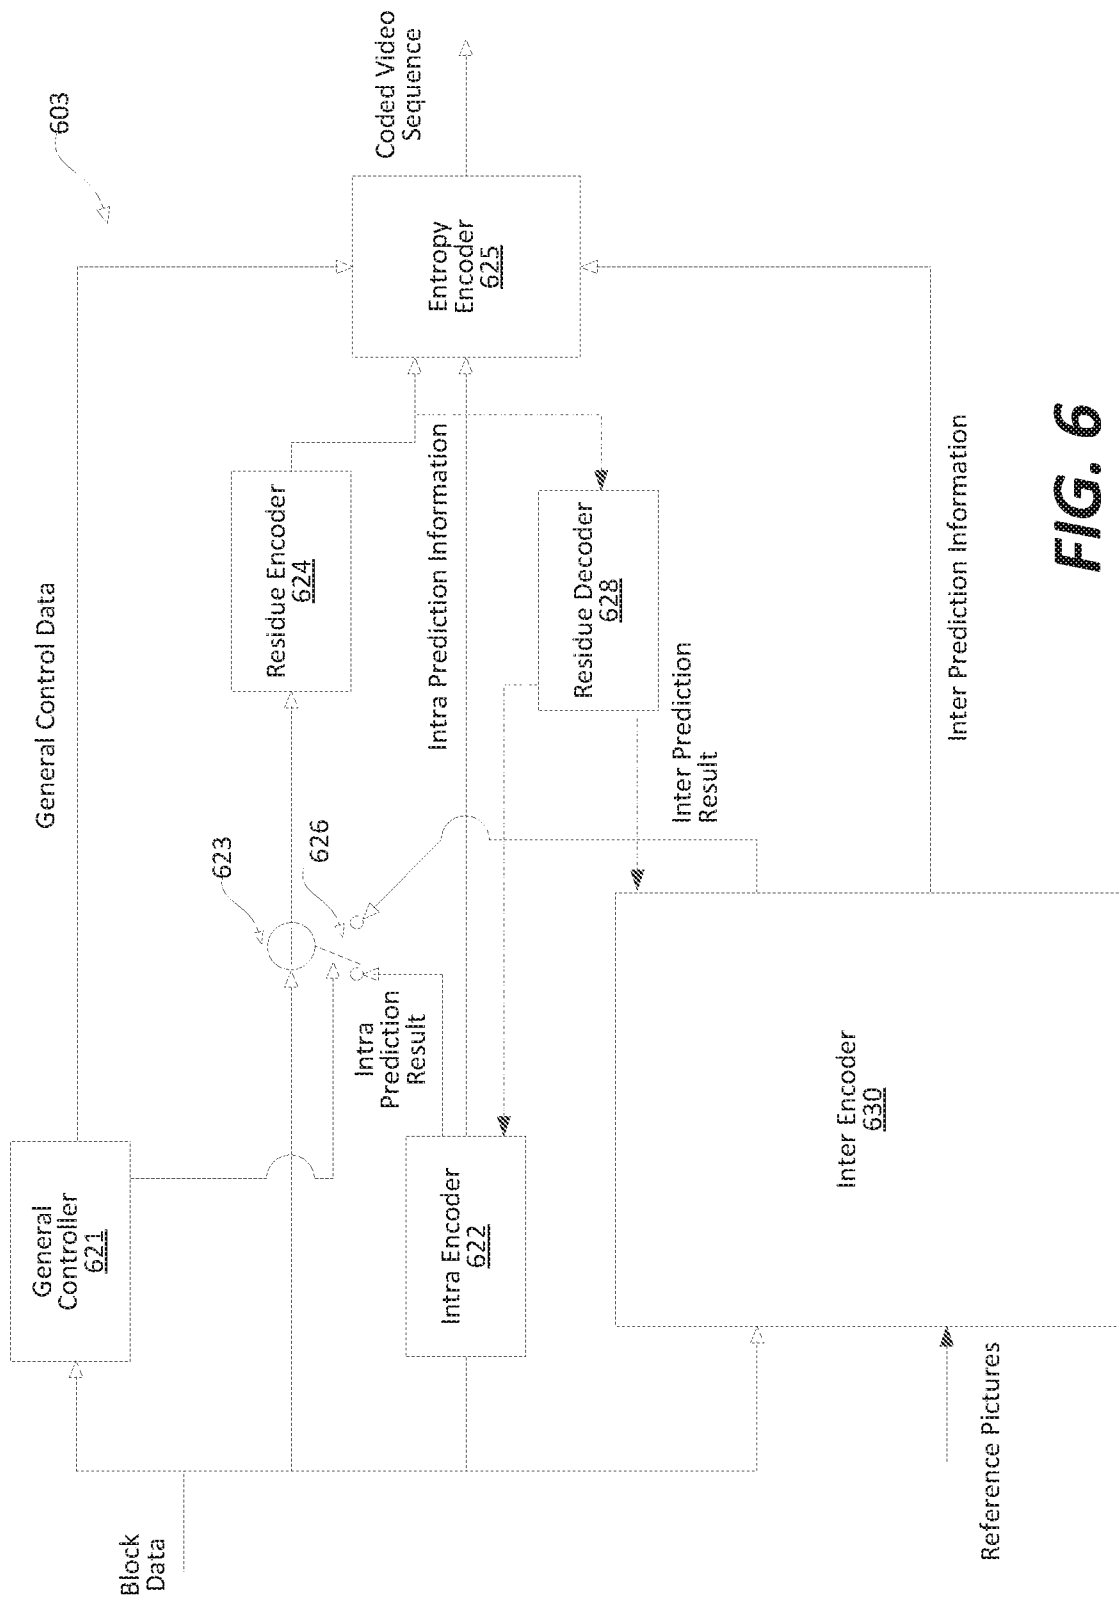 603
General Control Data
Coded Video
Sequence
Entropy
Encoder
625
Residue Encoder
624
Intra Prediction Information
Residue Decoder
628
Inter Prediction
Result
Inter Prediction Information
623
626
Intra
Prediction
Result
General
Controller
621
Intra Encoder
622
Inter Encoder
630
Block
Data
Reference Pictures
FIG. 6